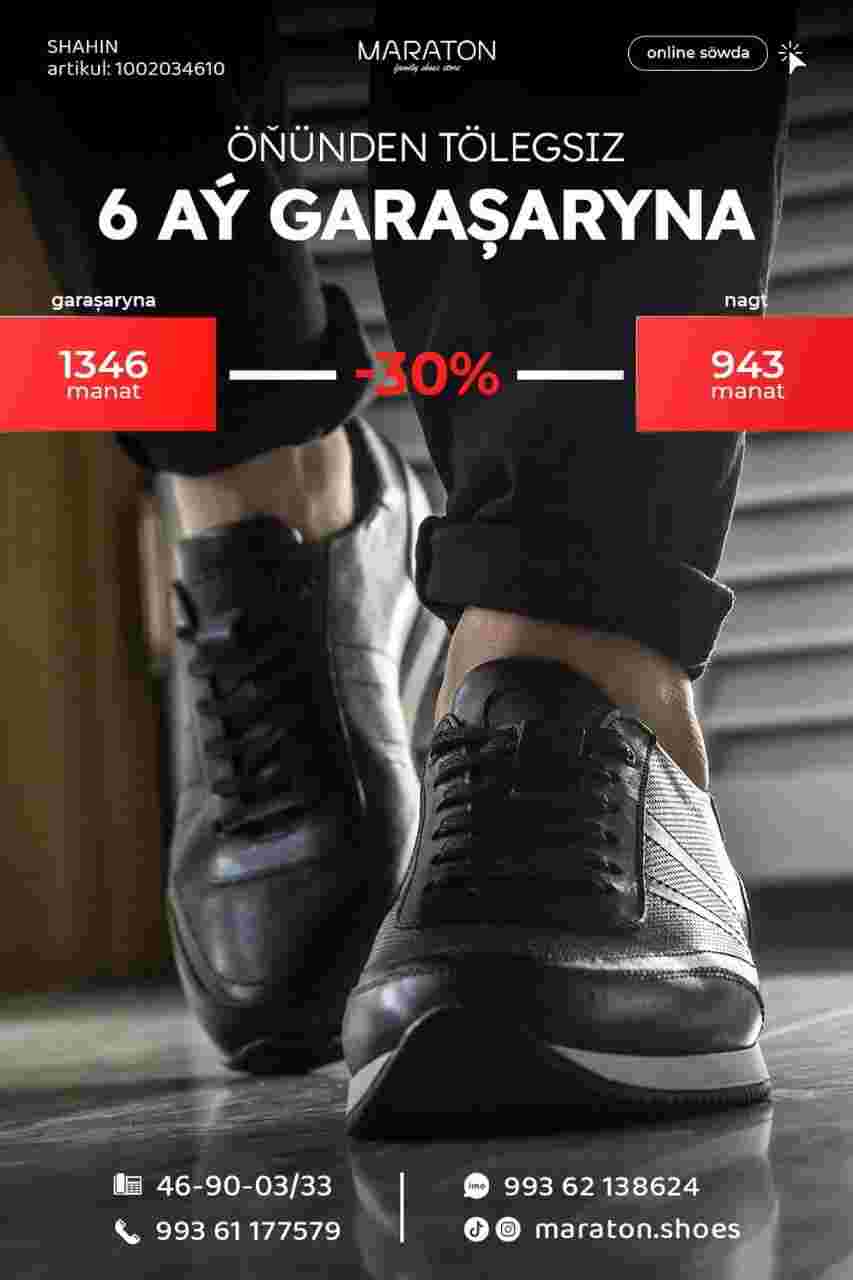 SHAHIN
artikul: 1002034610
MARATON
family shoes store
online söwda
ÖŇÜNDEN TÖLEGSIZ
6 AÝ GARAŞARYNA
garaşaryna
nagt
1346
manat
-30%
943
manat
46-90-03/33
993 61 177579
imo
993 62 138624
maraton.shoes